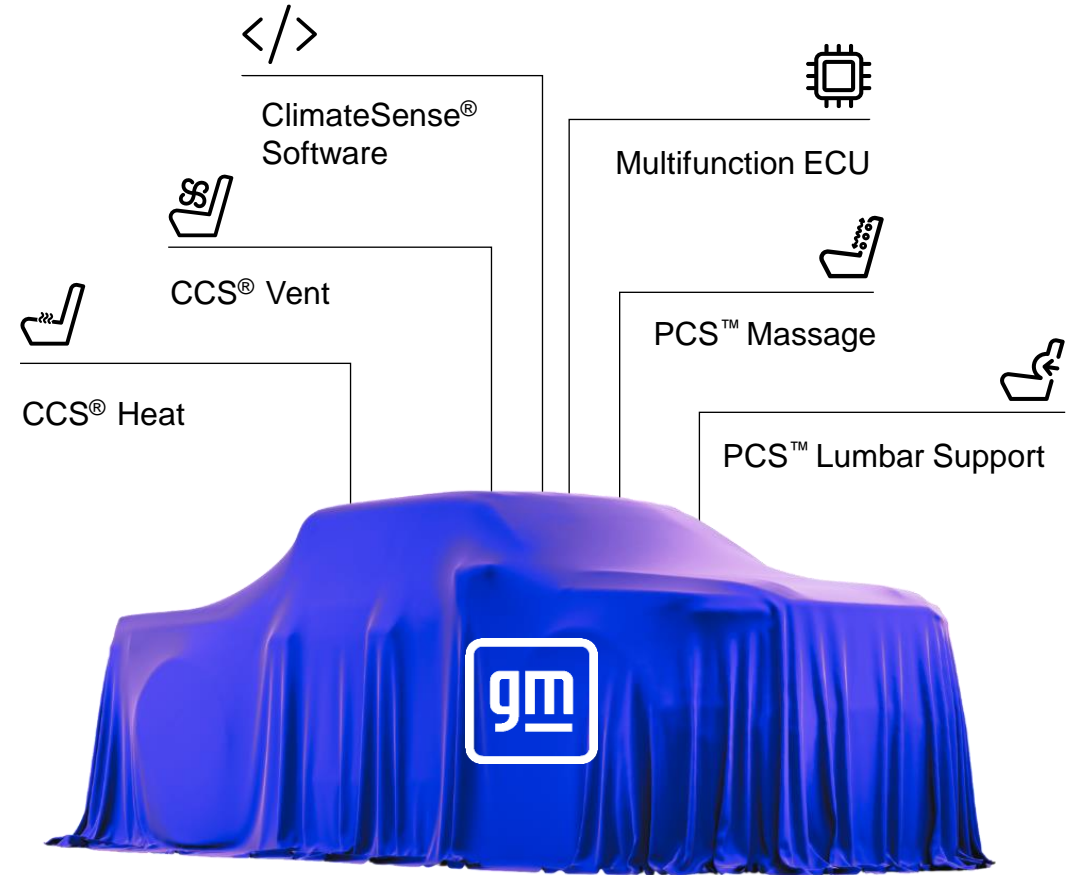 ClimateSense®
Software
Multifunction ECU
CCS® Vent
PCS™ Massage
CCS® Heat
PCS™ Lumbar Support
gm